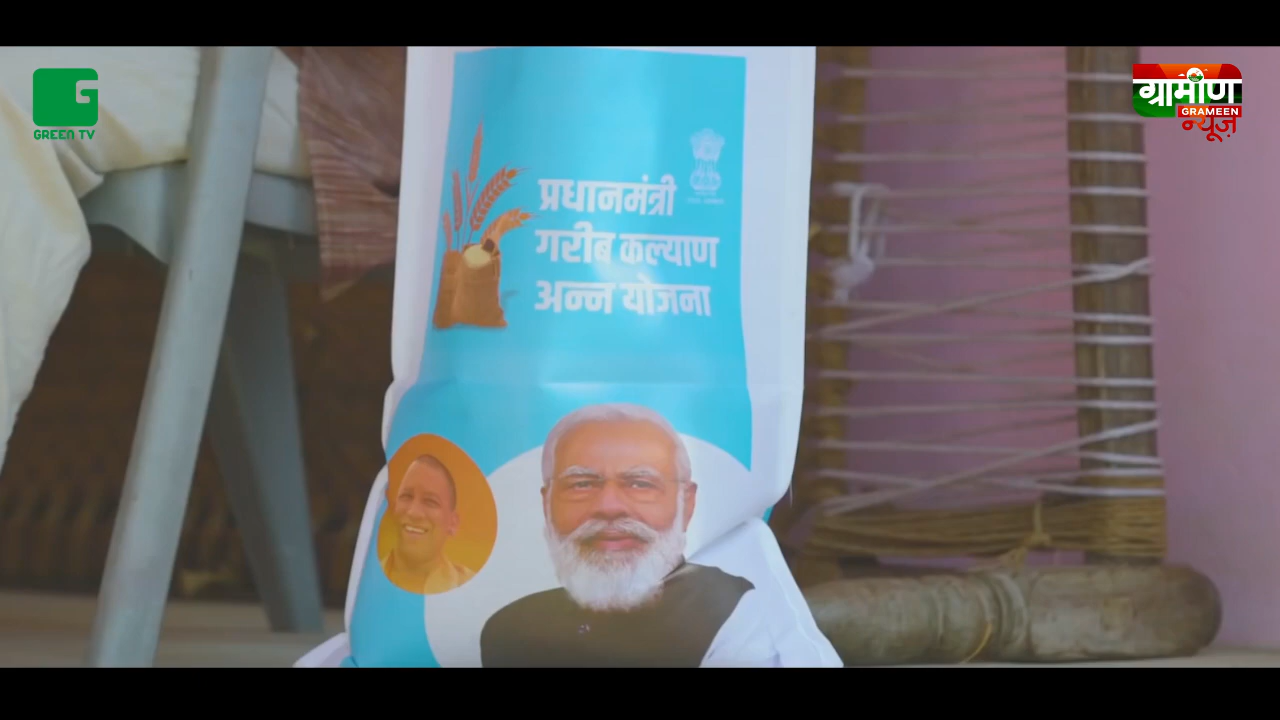 GREEN TV
ग्रामीण
GRAMEEN
न्यूज़
प्रधानमंत्री
गरीब कल्याण
अन्न योजना